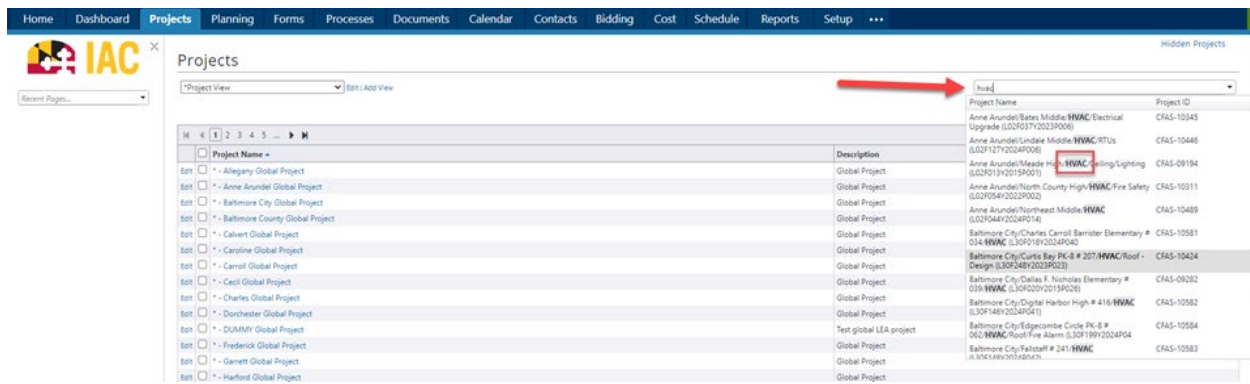 Home Dashboard Projects Planning Forms Processes Documents Calendar Contacts Bidding Cost Schedule Reports Setup •••
IAC
Hidden Projects
Projects
Recent Pages...
*Project View Edit | Add View
hvac
Project Name Project ID
Anne Arundel/Bates Middle/HVAC/Electrical CFAS-10345
Upgrade (L02F037Y2023P006)
Anne Arundel/Lindale Middle/HVAC/RTUs CFAS-10446
(L02F127Y2024P006)
Anne Arundel/Meade High/HVAC/Ceiling/Lighting CFAS-09194
(L02F013Y2015P001)
Anne Arundel/North County High/HVAC/Fire Safety CFAS-10311
(L02F054Y2022P002)
Anne Arundel/Northeast Middle/HVAC CFAS-10489
(L02F044Y2024P014)
Baltimore City/Charles Carroll Barrister Elementary # CFAS-10581
034/HVAC (L30F018Y2024P040
Baltimore City/Curtis Bay PK-8 # 207/HVAC/Roof - CFAS-10424
Design (L30F248Y2023P023)
Baltimore City/Dallas F. Nicholas Elementary # CFAS-09282
039/HVAC (L30F020Y2015P026)
Baltimore City/Digital Harbor High # 416/HVAC CFAS-10582
(L30F146Y2024P041)
Baltimore City/Edgecombe Circle PK-8 # CFAS-10584
062/HVAC/Roof/Fire Alarm (L30F199Y2024P04
Baltimore City/Fallstaff # 241/HVAC CFAS-10583
1 2 3 4 5 ...
Project Name Description
Edit * - Allegany Global Project Global Project
Edit * - Anne Arundel Global Project Global Project
Edit * - Baltimore City Global Project Global Project
Edit * - Baltimore County Global Project Global Project
Edit * - Calvert Global Project Global Project
Edit * - Caroline Global Project Global Project
Edit * - Carroll Global Project Global Project
Edit * - Cecil Global Project Global Project
Edit * - Charles Global Project Global Project
Edit * - Dorchester Global Project Global Project
Edit * - DUMMY Global Project Test global LEA project
Edit * - Frederick Global Project Global Project
Edit * - Garrett Global Project Global Project
Edit * - Harford Global Project Global Project